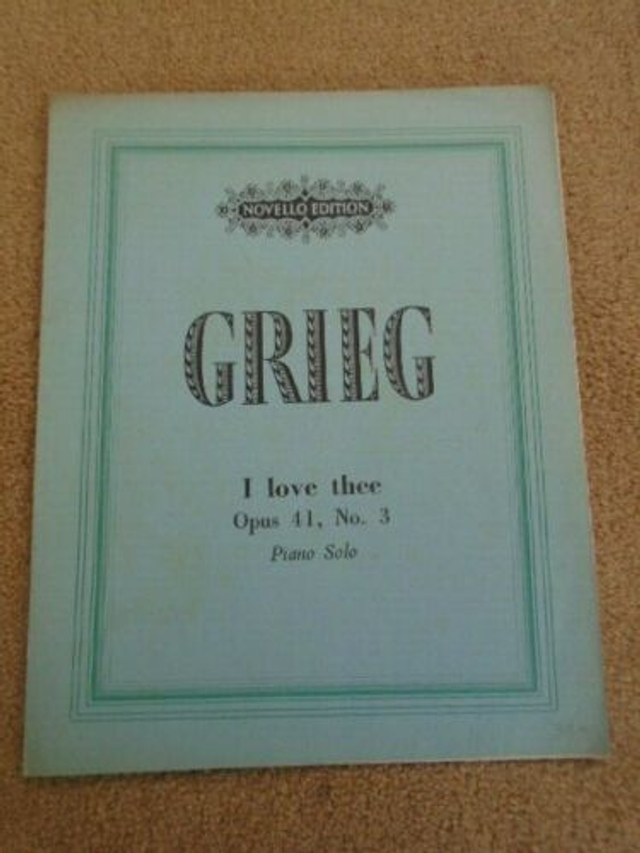 NOVELLO EDITION
GRIEG
I love thee
Opus 41, No. 3
Piano Solo